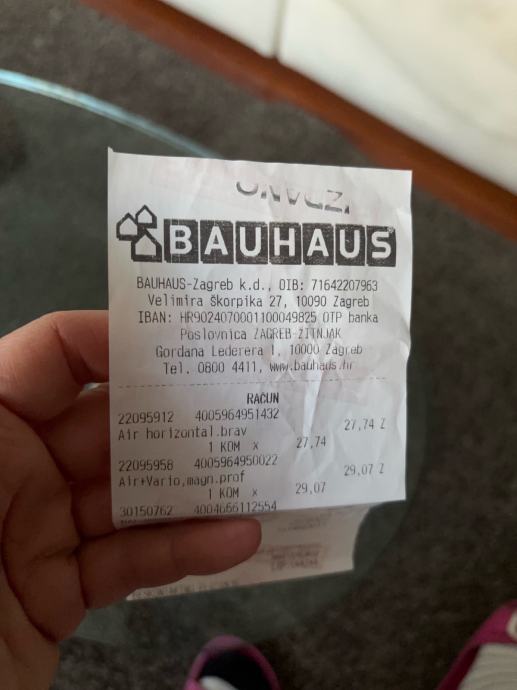 BAUHAUS
BAUHAUS-Zagreb k.d., OIB: 71642207963
Velimira Škorpika 27, 10090 Zagreb
IBAN: HR9024070001100049825 OTP banka
Poslovnica ZAGREB-ŽITNJAK
Gordana Lederera 1, 10000 Zagreb
Tel. 0800 4411, www.bauhaus.hr
RAČUN
22095912 4005964951432
Air horizontal.brav 27,74 Z
1 KOM x 27,74
22095958 4005964950022
Air+Vario,magn.prof 29,07 Z
1 KOM x 29,07
30150762 4004666112554